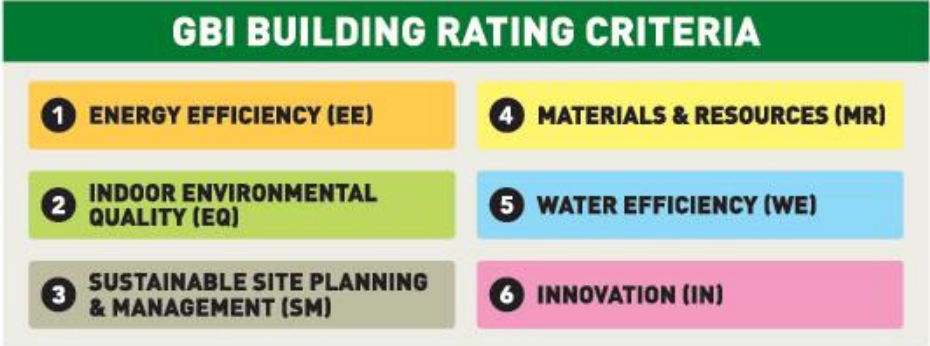 GBI BUILDING RATING CRITERIA
1 ENERGY EFFICIENCY (EE)
2 INDOOR ENVIRONMENTAL
QUALITY (EQ)
3 SUSTAINABLE SITE PLANNING
& MANAGEMENT (SM)
4 MATERIALS & RESOURCES (MR)
5 WATER EFFICIENCY (WE)
6 INNOVATION (IN)